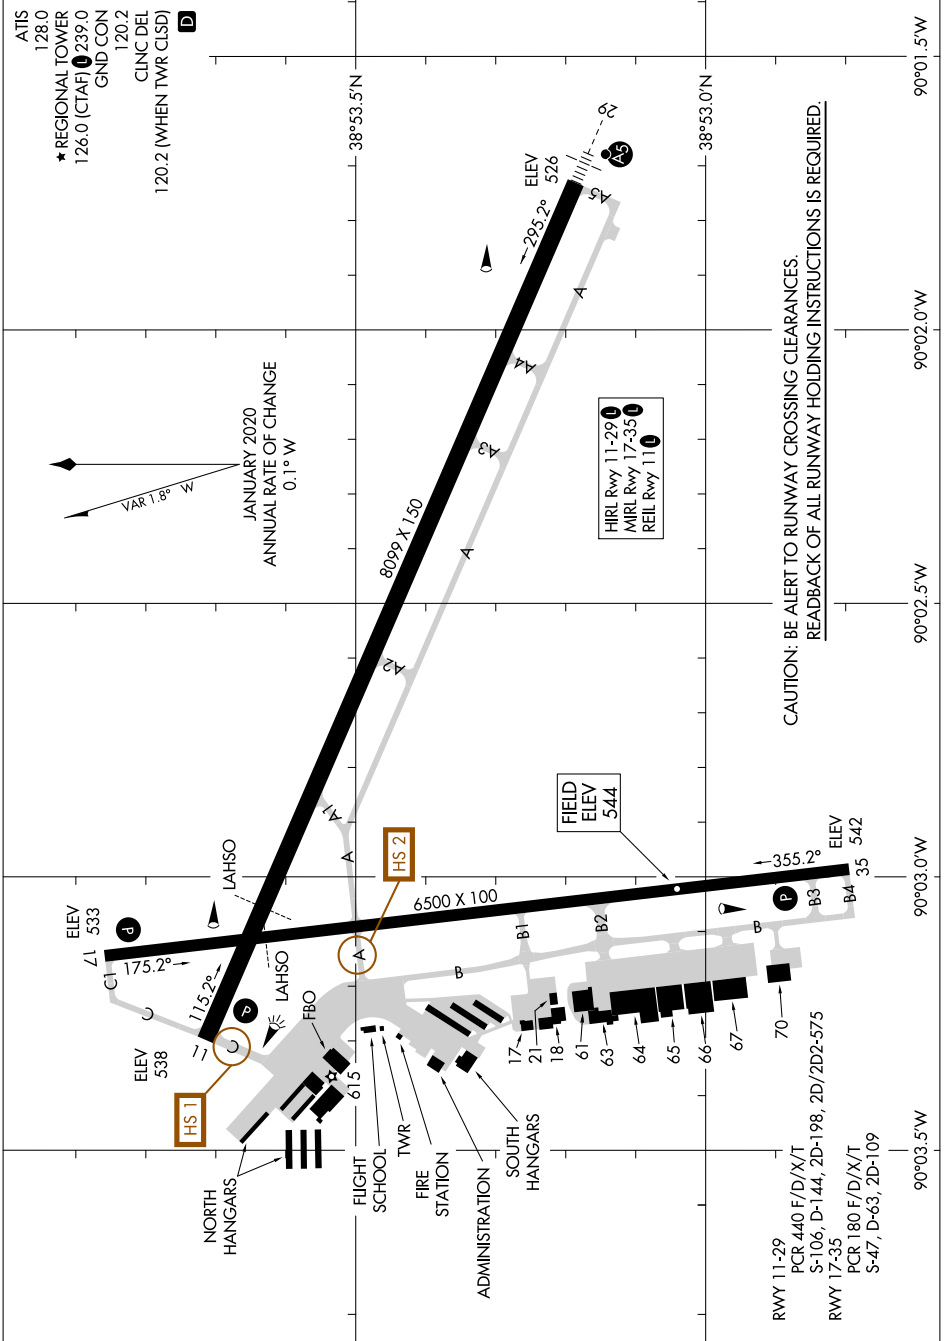 ATIS
128.0
★ REGIONAL TOWER
126.0 (CTAF) L 239.0
GND CON
120.2
CLNC DEL
120.2 (WHEN TWR CLSD)
D
90°01.5'W
90°02.0'W
90°02.5'W
90°03.0'W
90°03.5'W
38°53.5'N
38°53.0'N
VAR 1.8° W
JANUARY 2020
ANNUAL RATE OF CHANGE
0.1° W
29
A5
ELEV
526
295.2°
A5
A
A4
A3
A
A2
8099 X 150
A1
A
HIRL Rwy 11-29 L
MIRL Rwy 17-35 L
REIL Rwy 11 L
CAUTION: BE ALERT TO RUNWAY CROSSING CLEARANCES.
READBACK OF ALL RUNWAY HOLDING INSTRUCTIONS IS REQUIRED.
FIELD
ELEV
544
HS 2
A
LAHSO
LAHSO
ELEV
533
17
P
175.2°
C1
C
115.2°
P
11
ELEV
538
C
HS 1
6500 X 100
355.2°
ELEV
542
35
P
B
B1
B2
B
B3
B4
FBO
615
NORTH
HANGARS
FLIGHT
SCHOOL
TWR
FIRE
STATION
ADMINISTRATION
SOUTH
HANGARS
17
21
18
61
63
64
65
66
67
70
RWY 11-29
PCR 440 F/D/X/T
S-106, D-144, 2D-198, 2D/2D2-575
RWY 17-35
PCR 180 F/D/X/T
S-47, D-63, 2D-109